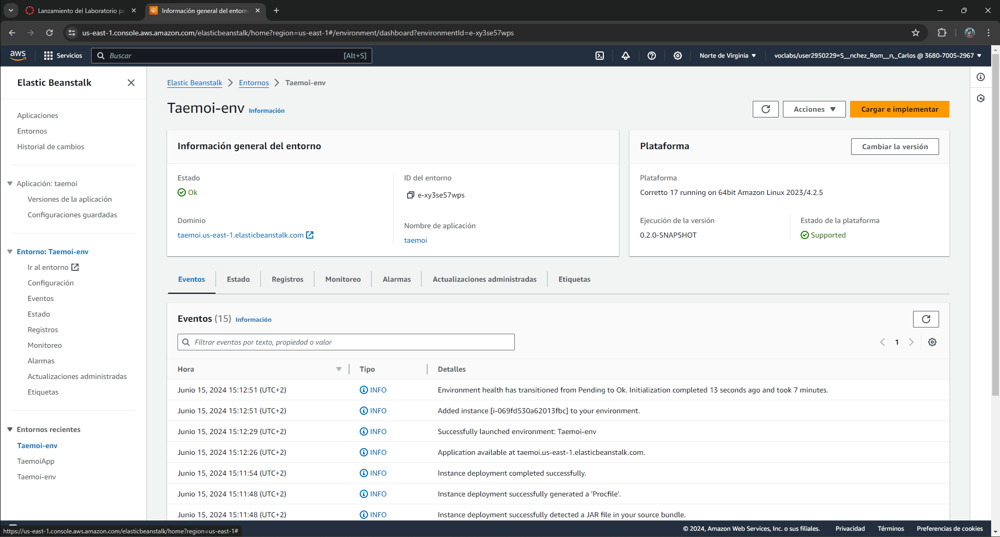 Lanzamiento del Laboratorio pa
Información general del entorn
us-east-1.console.aws.amazon.com/elasticbeanstalk/home?region=us-east-1#/environment/dashboard?environmentId=e-xy3se57wps
aws
Servicios
Buscar
[Alt+S]
Norte de Virginia
voclabs/user2950229=S__nchez_Rom__n,_Carlos @ 3680-7005-2967
Elastic Beanstalk
Aplicaciones
Entornos
Historial de cambios
Aplicación: taemoi
Versiones de la aplicación
Configuraciones guardadas
Entorno: Taemoi-env
Ir al entorno
Configuración
Eventos
Estado
Registros
Monitoreo
Alarmas
Actualizaciones administradas
Etiquetas
Entornos recientes
Taemoi-env
TaemoiApp
Taemoi-env
Elastic Beanstalk > Entornos > Taemoi-env
Taemoi-env Información
Acciones
Cargar e implementar
Información general del entorno
Estado
Ok
Dominio
taemoi.us-east-1.elasticbeanstalk.com
ID del entorno
e-xy3se57wps
Nombre de aplicación
taemoi
Plataforma
Cambiar la versión
Plataforma
Corretto 17 running on 64bit Amazon Linux 2023/4.2.5
Ejecución de la versión
0.2.0-SNAPSHOT
Estado de la plataforma
Supported
Eventos Estado Registros Monitoreo Alarmas Actualizaciones administradas Etiquetas
Eventos (15) Información
Filtrar eventos por texto, propiedad o valor
1
Hora Tipo Detalles
Junio 15, 2024 15:12:51 (UTC+2) INFO Environment health has transitioned from Pending to Ok. Initialization completed 13 seconds ago and took 7 minutes.
Junio 15, 2024 15:12:51 (UTC+2) INFO Added instance [i-069fd530a62013fbc] to your environment.
Junio 15, 2024 15:12:29 (UTC+2) INFO Successfully launched environment: Taemoi-env
Junio 15, 2024 15:12:26 (UTC+2) INFO Application available at taemoi.us-east-1.elasticbeanstalk.com.
Junio 15, 2024 15:11:54 (UTC+2) INFO Instance deployment completed successfully.
Junio 15, 2024 15:11:48 (UTC+2) INFO Instance deployment successfully generated a 'Procfile'.
Junio 15, 2024 15:11:48 (UTC+2) INFO Instance deployment successfully detected a JAR file in your source bundle.
https://us-east-1.console.aws.amazon.com/elasticbeanstalk/home?region=us-east-1#
© 2024, Amazon Web Services, Inc. o sus filiales. Privacidad Términos Preferencias de cookies